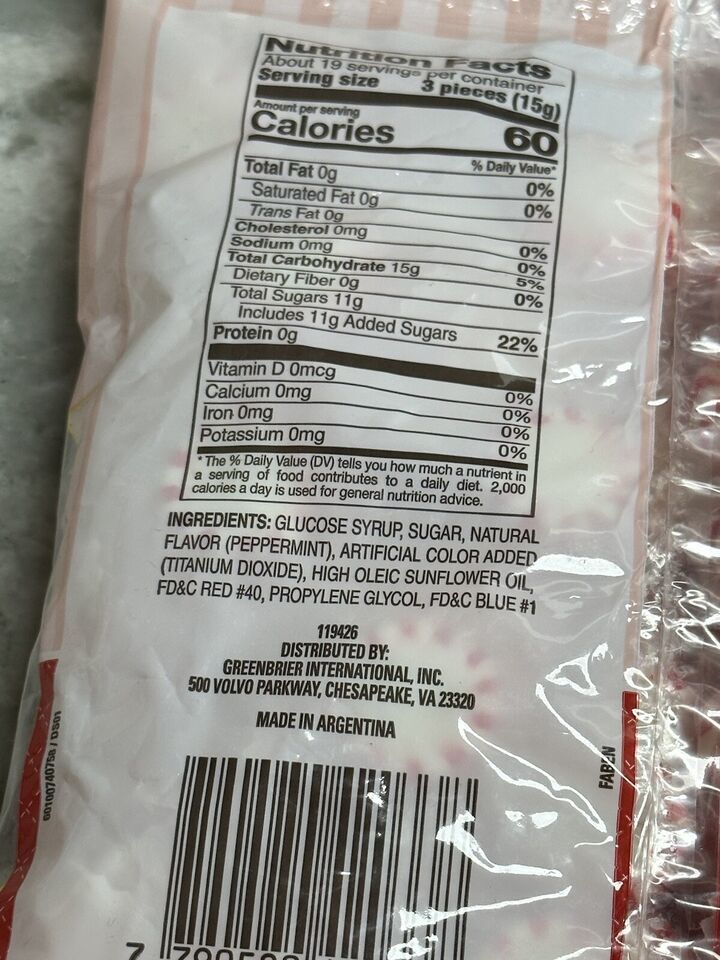 Nutrition Facts
About 19 servings per container
Serving size 3 pieces (15g)
Amount per serving
Calories 60
% Daily Value*
Total Fat 0g 0%
Saturated Fat 0g 0%
Trans Fat 0g
Cholesterol 0mg 0%
Sodium 0mg 0%
Total Carbohydrate 15g 5%
Dietary Fiber 0g 0%
Total Sugars 11g
Includes 11g Added Sugars 22%
Protein 0g
Vitamin D 0mcg 0%
Calcium 0mg 0%
Iron 0mg 0%
Potassium 0mg 0%
* The % Daily Value (DV) tells you how much a nutrient in
a serving of food contributes to a daily diet. 2,000
calories a day is used for general nutrition advice.
INGREDIENTS: GLUCOSE SYRUP, SUGAR, NATURAL
FLAVOR (PEPPERMINT), ARTIFICIAL COLOR ADDED
(TITANIUM DIOXIDE), HIGH OLEIC SUNFLOWER OIL,
FD&C RED #40, PROPYLENE GLYCOL, FD&C BLUE #1
119426
DISTRIBUTED BY:
GREENBRIER INTERNATIONAL, INC.
500 VOLVO PARKWAY, CHESAPEAKE, VA 23320
MADE IN ARGENTINA
60100740758 / DS01
FABEN
7